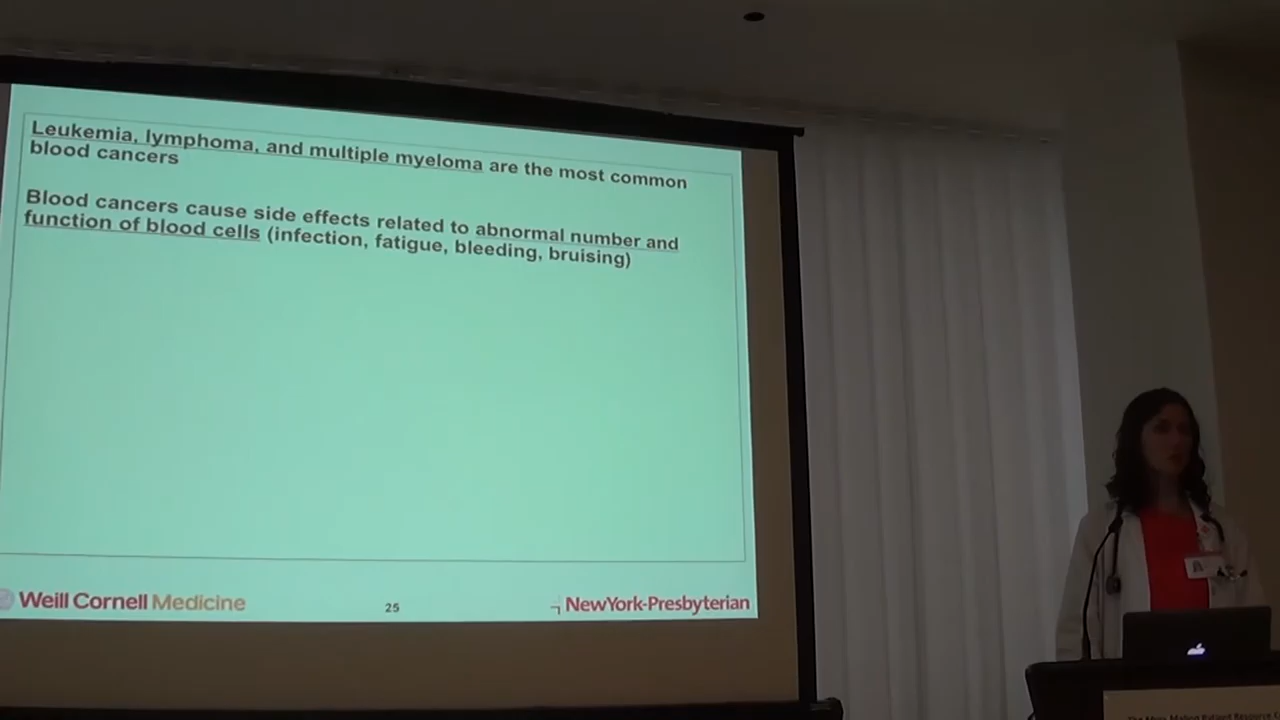 Leukemia, lymphoma, and multiple myeloma are the most common
blood cancers
Blood cancers cause side effects related to abnormal number and
function of blood cells (infection, fatigue, bleeding, bruising)
Weill Cornell Medicine
25
NewYork-Presbyterian